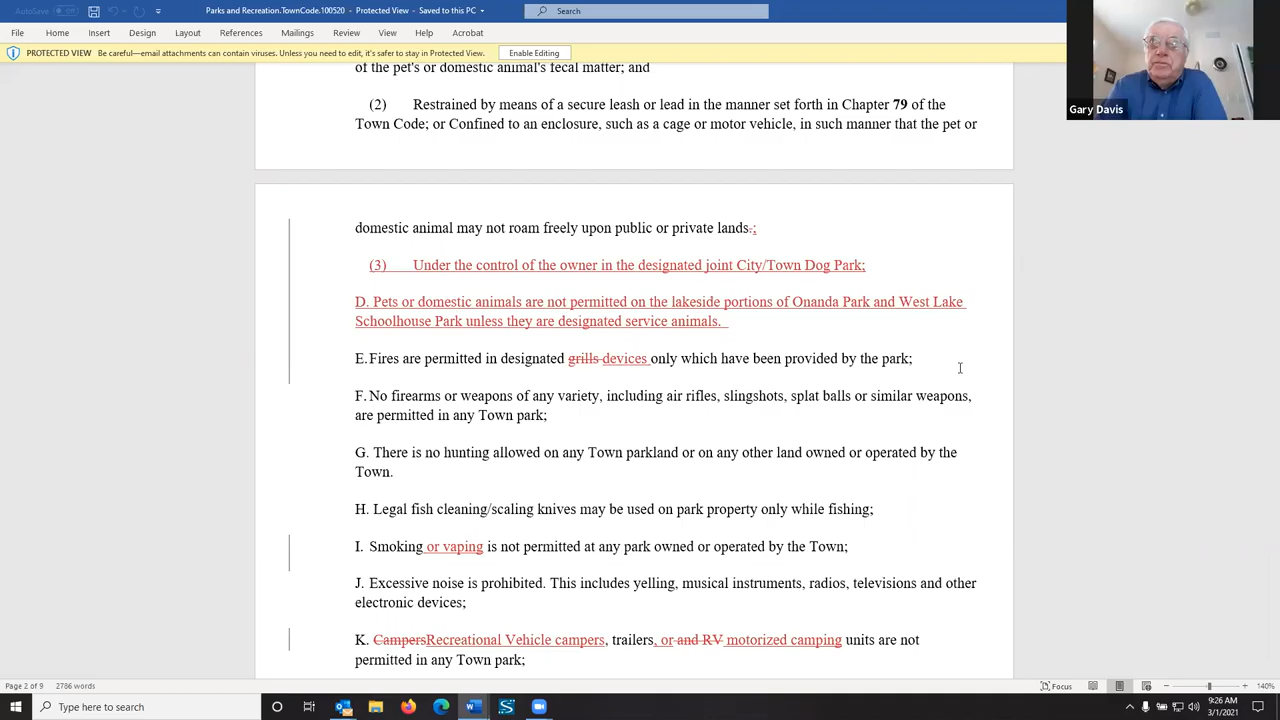 AutoSave Off Parks and Recreation.TownCode.100520 - Protected View - Saved to this PC Search
File Home Insert Design Layout References Mailings Review View Help Acrobat
PROTECTED VIEW Be careful—email attachments can contain viruses. Unless you need to edit, it's safer to stay in Protected View. Enable Editing
of the pet's or domestic animal's fecal matter; and
(2) Restrained by means of a secure leash or lead in the manner set forth in Chapter 79 of the
Town Code; or Confined to an enclosure, such as a cage or motor vehicle, in such manner that the pet or
Gary Davis
domestic animal may not roam freely upon public or private lands.;
(3) Under the control of the owner in the designated joint City/Town Dog Park;
D. Pets or domestic animals are not permitted on the lakeside portions of Onanda Park and West Lake
Schoolhouse Park unless they are designated service animals.
E. Fires are permitted in designated grills devices only which have been provided by the park;
F. No firearms or weapons of any variety, including air rifles, slingshots, splat balls or similar weapons,
are permitted in any Town park;
G. There is no hunting allowed on any Town parkland or on any other land owned or operated by the
Town.
H. Legal fish cleaning/scaling knives may be used on park property only while fishing;
I. Smoking or vaping is not permitted at any park owned or operated by the Town;
J. Excessive noise is prohibited. This includes yelling, musical instruments, radios, televisions and other
electronic devices;
K. CampersRecreational Vehicle campers, trailers, or and RV motorized camping units are not
permitted in any Town park;
Page 2 of 9 2786 words Focus 140%
Type here to search 9:26 AM
3/1/2021